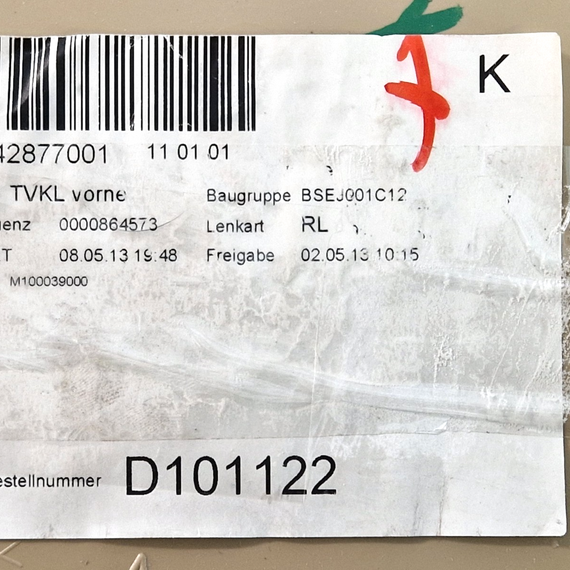 K
42877001 11 01 01
TVKL vorne Baugruppe BSEJ001C12
enz 0000864573 Lenkart RL
T 08.05.13 19:48 Freigabe 02.05.13 10:15
M100039000
estellnummer D101122